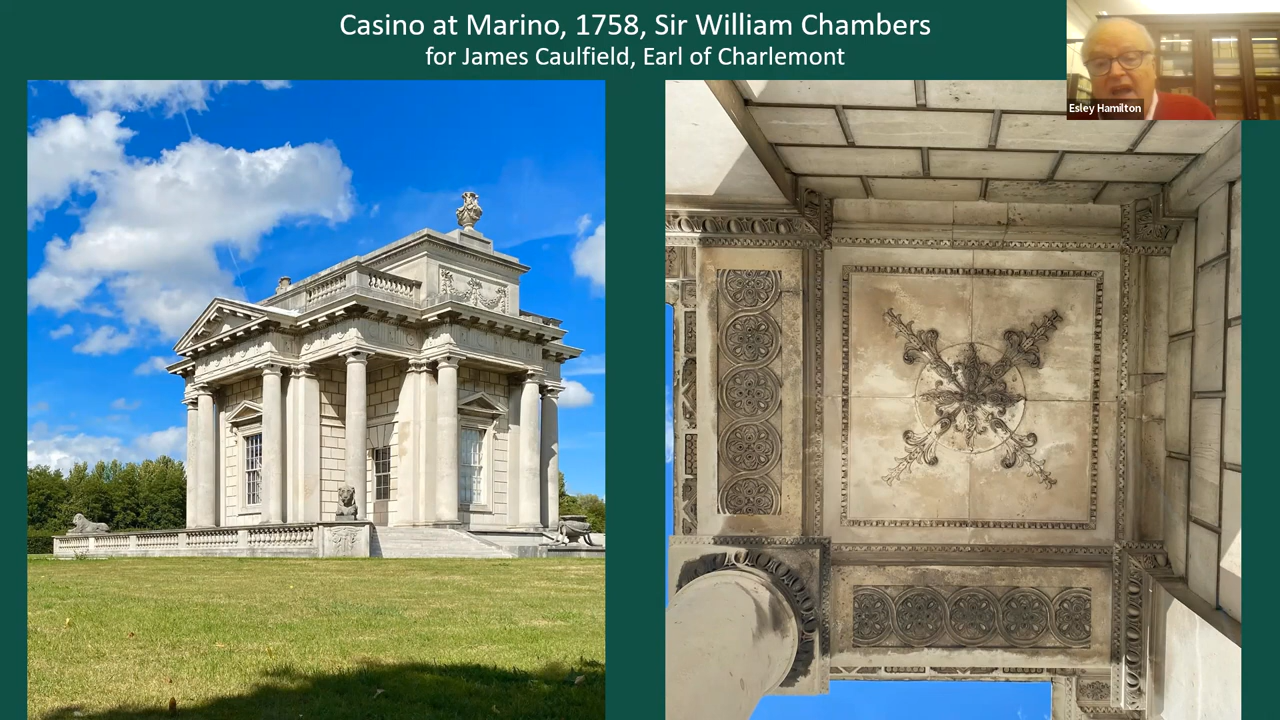 Casino at Marino, 1758, Sir William Chambers
for James Caulfield, Earl of Charlemont
Esley Hamilton